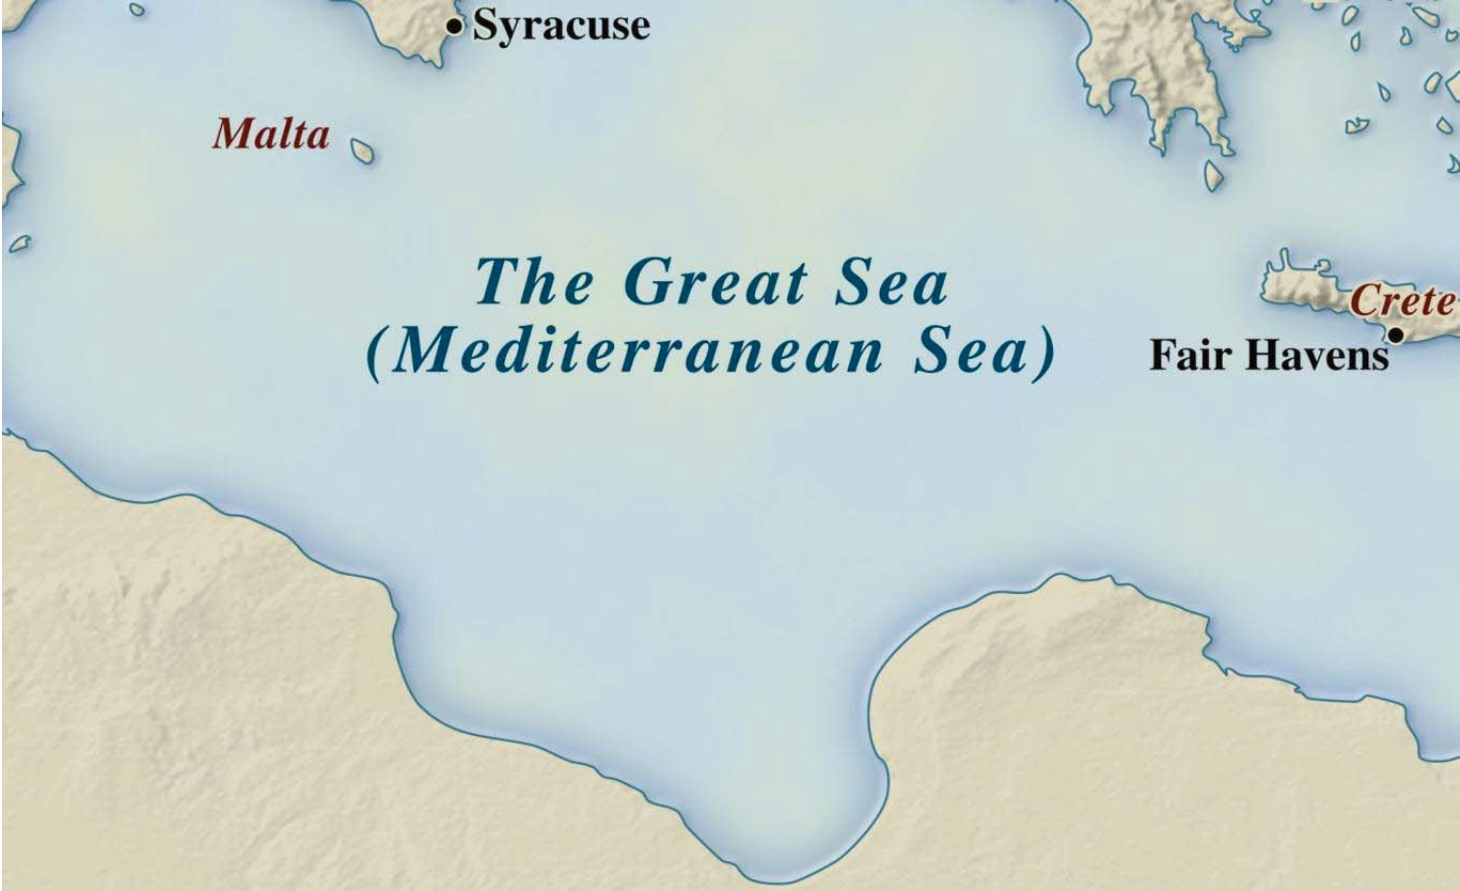 Syracuse
Malta
The Great Sea
(Mediterranean Sea)
Crete
Fair Havens